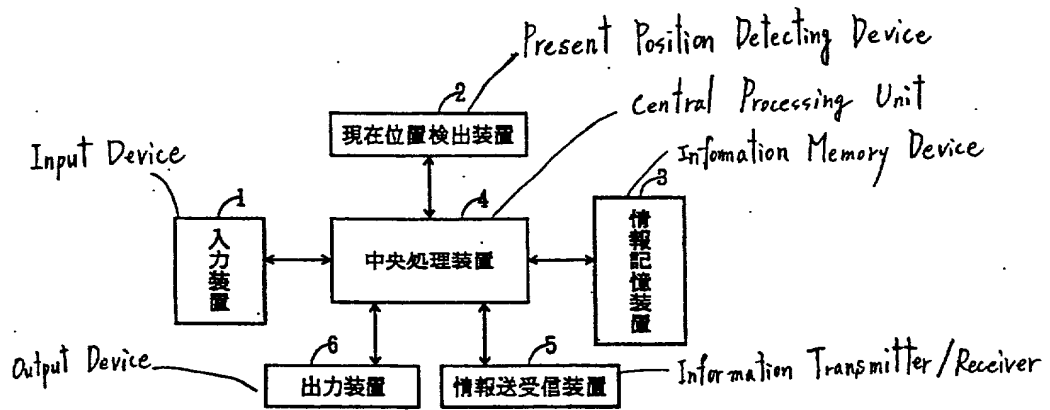 Present Position Detecting Device
2
Central Processing Unit
現在位置検出装置
Input Device
Infomation Memory Device
1
4
3
入力装置
中央処理装置
情報記憶装置
6
5
Output Device
出力装置
情報送受信装置
Information Transmitter/Receiver